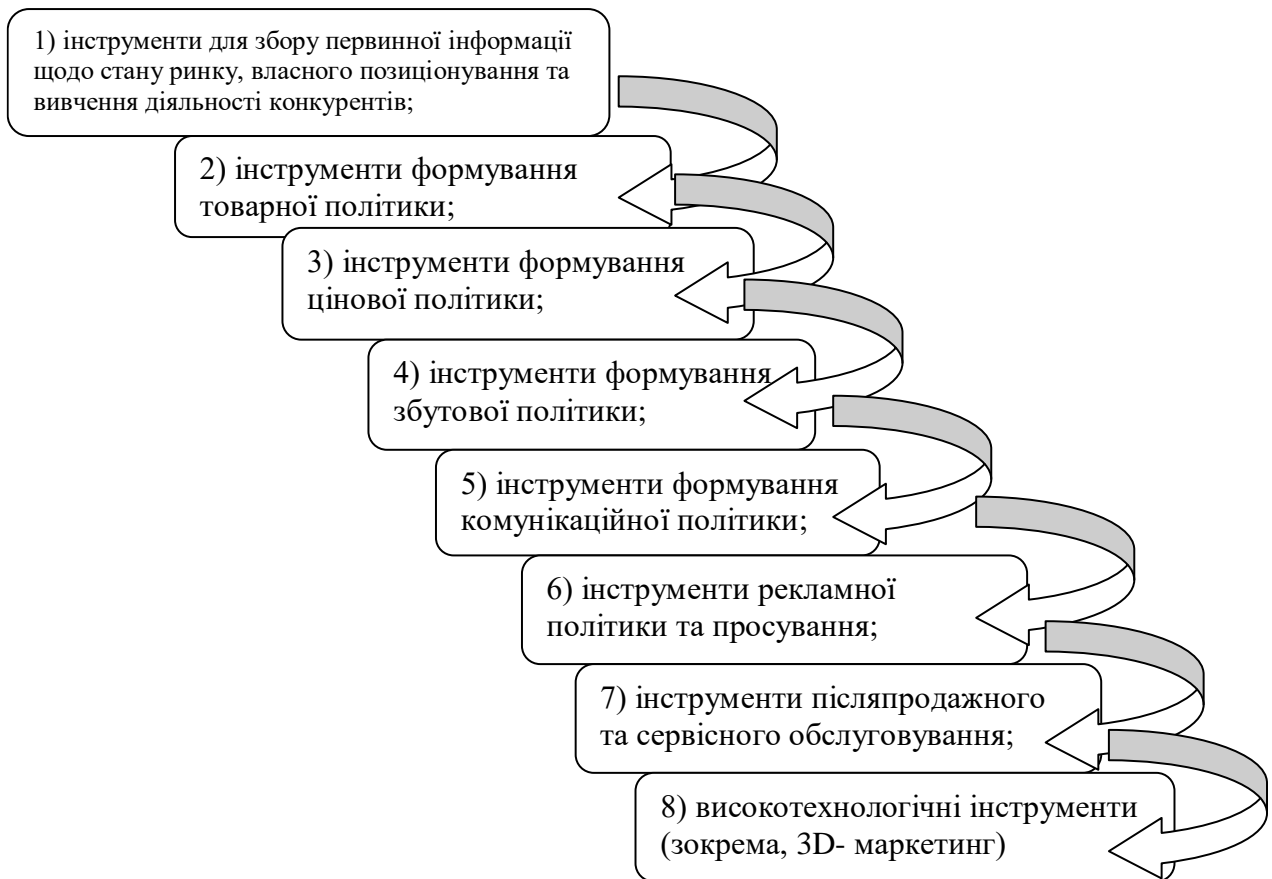 1) інструменти для збору первинної інформації
щодо стану ринку, власного позиціонування та
вивчення діяльності конкурентів;
2) інструменти формування
товарної політики;
3) інструменти формування
цінової політики;
4) інструменти формування
збутової політики;
5) інструменти формування
комунікаційної політики;
6) інструменти рекламної
політики та просування;
7) інструменти післяпродажного
та сервісного обслуговування;
8) високотехнологічні інструменти
(зокрема, 3D- маркетинг)